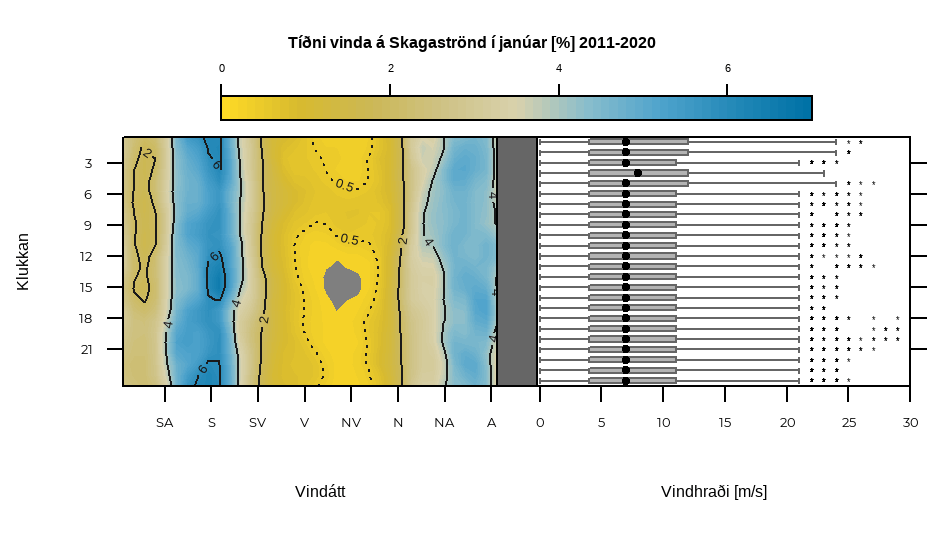 Tíðni vinda á Skagaströnd í janúar [%] 2011-2020
0 2 4 6
3
6
9
12
15
18
21
Klukkan
2 6 0.5 4
0.5 2 4
6
4 4 2 4
4
6
SA S SV V NV N NA A 0 5 10 15 20 25 30
Vindátt Vindhraði [m/s]